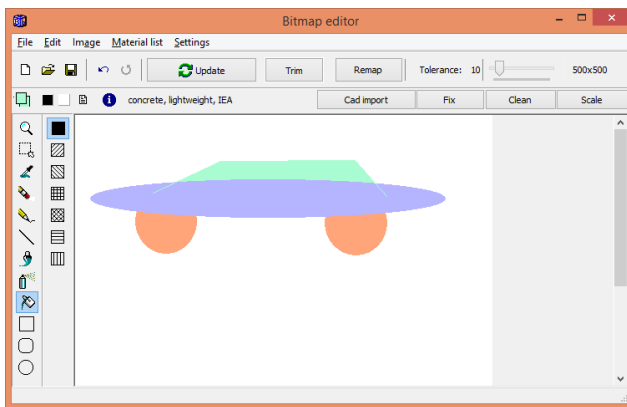 Bitmap editor
File Edit Image Material list Settings
Update Trim Remap Tolerance: 10 500x500
concrete, lightweight, IEA Cad import Fix Clean Scale